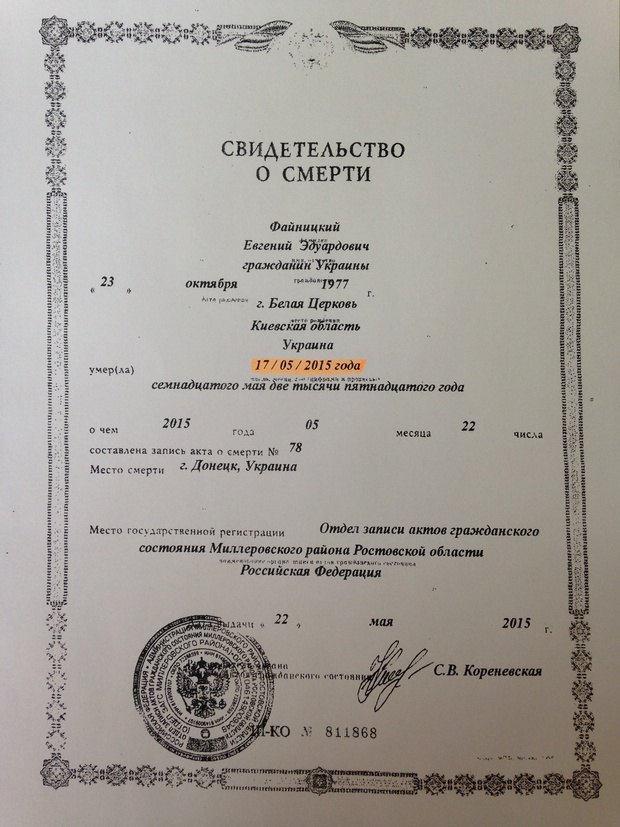 СВИДЕТЕЛЬСТВО
О СМЕРТИ
Файницкий
Евгений Эдуардович
гражданин Украины
« 23 » октября 1977 г.
г. Белая Церковь
Киевская область
Украина
умер(ла) 17 / 05 / 2015 года
семнадцатого мая две тысячи пятнадцатого года
о чем 2015 года 05 месяца 22 числа
составлена запись акта о смерти № 78
Место смерти г. Донецк, Украина
Место государственной регистрации Отдел записи актов гражданского
состояния Миллеровского района Ростовской области
Российская Федерация
выдачи « 22 » мая 2015 г.
С.В. Кореневская
-КО № 811868